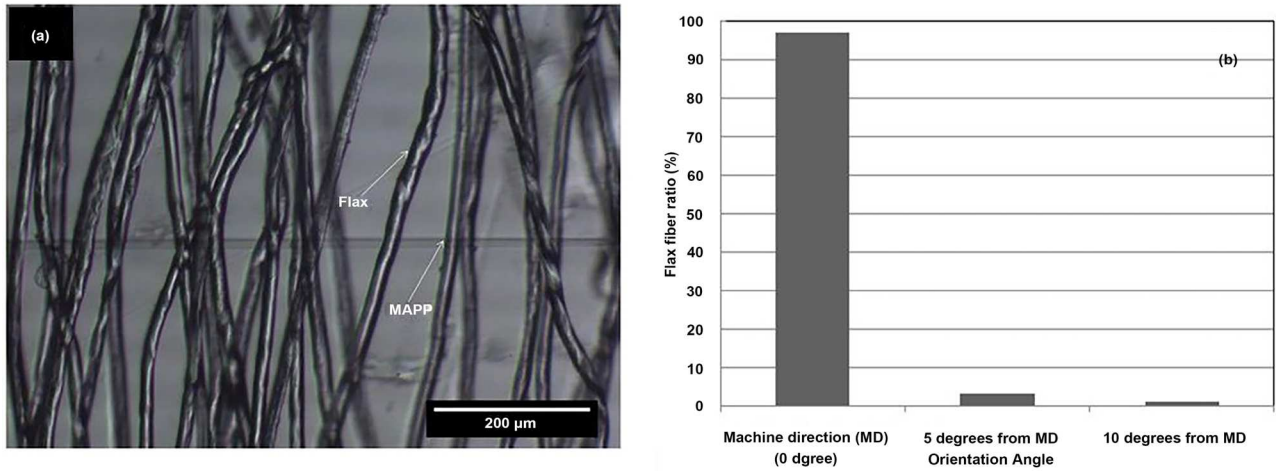 (a)
Flax
MAPP
200 µm
(b)
Flax fiber ratio (%)
100
90
80
70
60
50
40
30
20
10
0
Machine direction (MD)
(0 dgree)
5 degrees from MD
10 degrees from MD
Orientation Angle